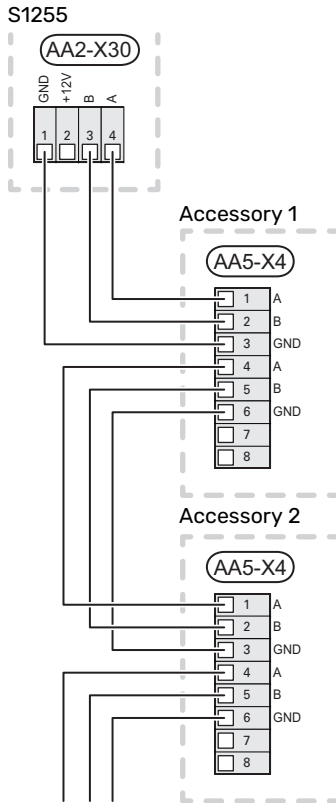 S1255
AA2-X30
GND
+12V
B
A
1 2 3 4
Accessory 1
AA5-X4
1 A
2 B
3 GND
4 A
5 B
6 GND
7
8
Accessory 2
AA5-X4
1 A
2 B
3 GND
4 A
5 B
6 GND
7
8